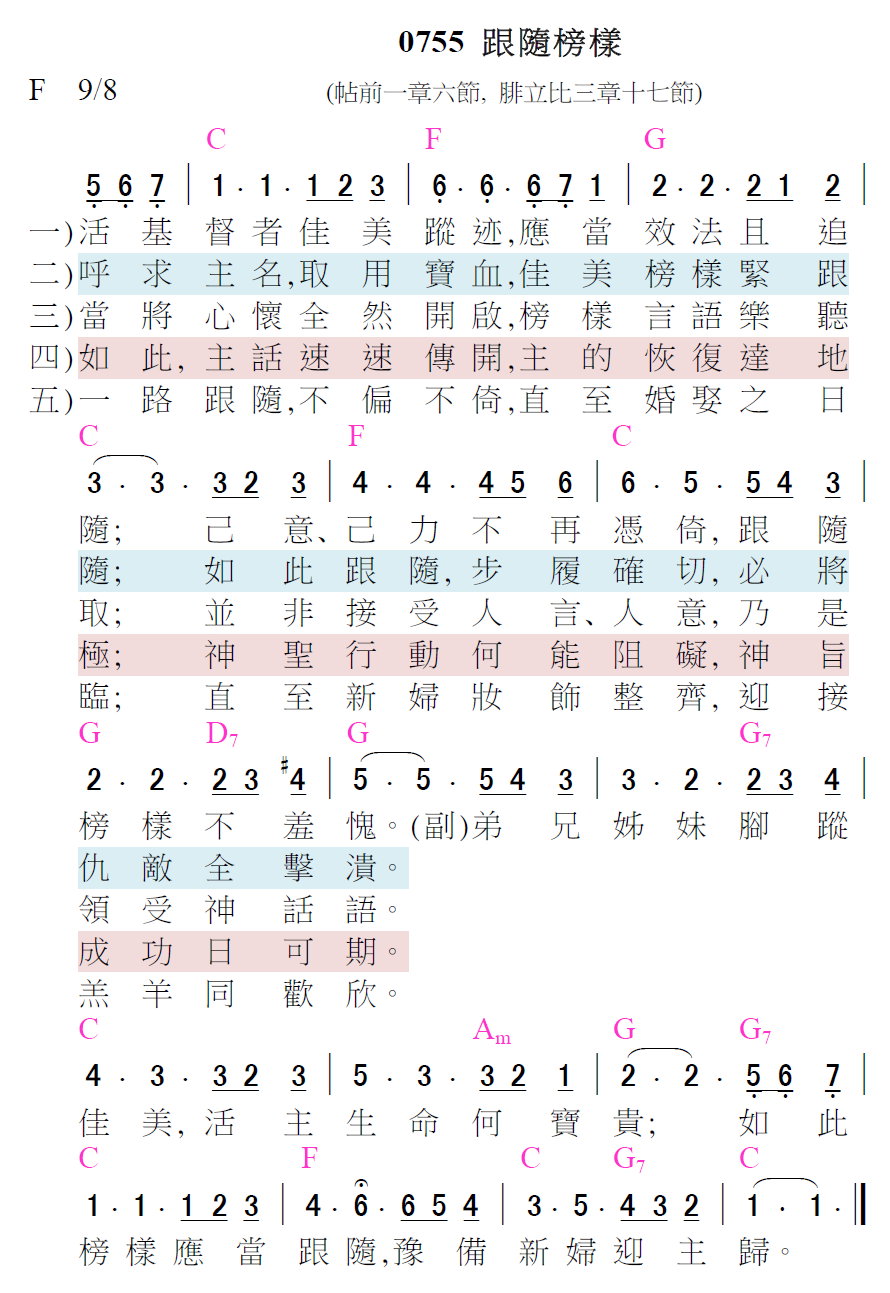 0755 跟隨榜樣
F 9/8 (帖前一章六節, 腓立比三章十七節)
C F G
5 6 7 | 1 · 1 · 1 2 3 | 6 · 6 · 6 7 1 | 2 · 2 · 2 1 2 |
一)活基督者佳美蹤迹,應當效法且追
二)呼求主名,取用寶血,佳美榜樣緊跟
三)當將心懷全然開啟,榜樣言語樂聽
四)如此,主話速速傳開,主的恢復達地
五)一路跟隨,不偏不倚,直至婚娶之日
C F C
3 · 3 · 3 2 3 | 4 · 4 · 4 5 6 | 6 · 5 · 5 4 3 |
隨; 己意、己力不再憑倚,跟隨
隨; 如此跟隨,步履確切,必將
取; 並非接受人言、人意,乃是
極; 神聖行動何能阻礙,神旨
臨; 直至新婦妝飾整齊,迎接
G D7 G G7
2 · 2 · 2 3 #4 | 5 · 5 · 5 4 3 | 3 · 2 · 2 3 4 |
榜樣不羞愧。(副)弟兄姊妹腳蹤
仇敵全擊潰。
領受神話語。
成功日可期。
羔羊同歡欣。
C Am G G7
4 · 3 · 3 2 3 | 5 · 3 · 3 2 1 | 2 · 2 · 5 6 7 |
佳美,活主生命何寶貴; 如此
C F C G7 C
1 · 1 · 1 2 3 | 4 · 6 · 6 5 4 | 3 · 5 · 4 3 2 | 1 · 1 · ‖
榜樣應當跟隨,豫備新婦迎主歸。